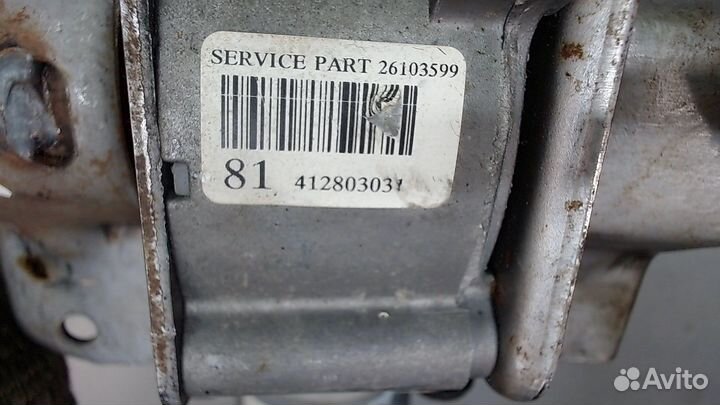 SERVICE PART 26103599
81 412803031
Avito